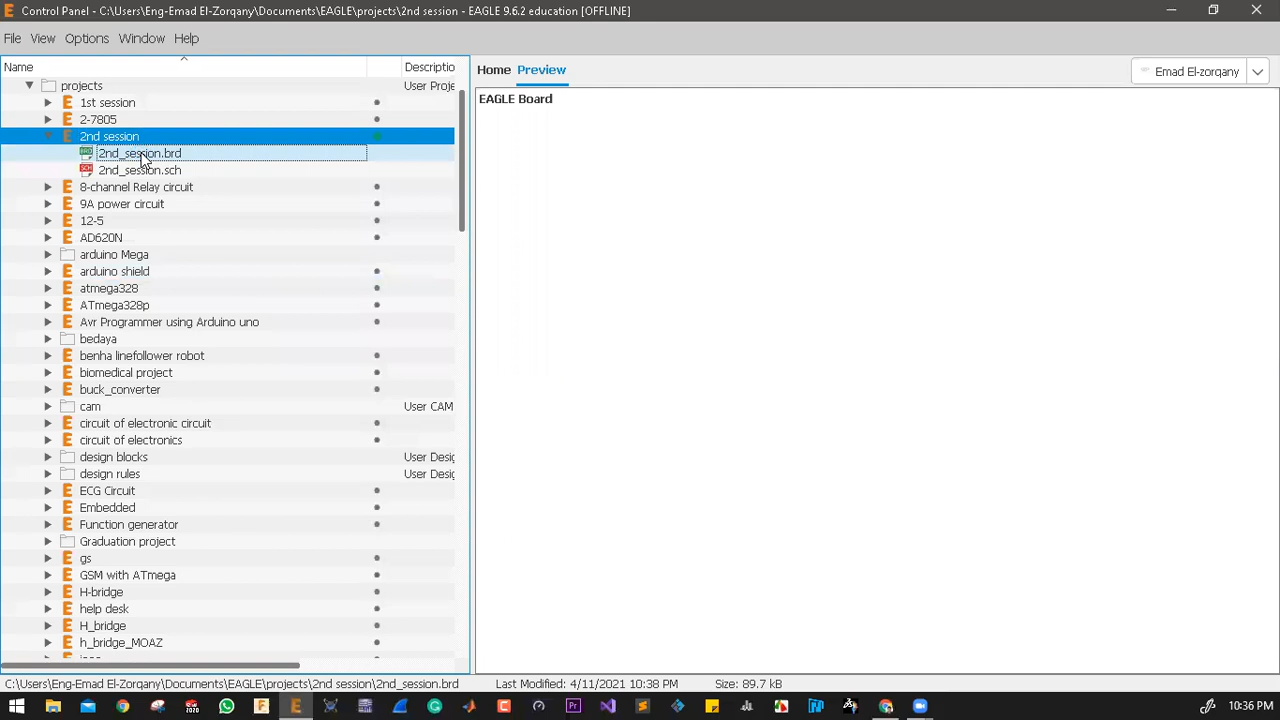 Control Panel - C:\Users\Eng-Emad El-Zorgany\Documents\EAGLE\projects\2nd session - EAGLE 9.6.2 education [OFFLINE]
File View Options Window Help
Name Descriptio
Home Preview
Emad El-zorqany
EAGLE Board
projects User Proje
1st session
2-7805
2nd session
2nd_session.brd
2nd_session.sch
8-channel Relay circuit
9A power circuit
12-5
AD620N
arduino Mega
arduino shield
atmega328
ATmega328p
Avr Programmer using Arduino uno
bedaya
benha linefollower robot
biomedical project
buck_converter
cam User CAM
circuit of electronic circuit
circuit of electronics
design blocks User Desig
design rules User Desig
ECG Circuit
Embedded
Function generator
Graduation project
gs
GSM with ATmega
H-bridge
help desk
H_bridge
h_bridge_MOAZ
C:\Users\Eng-Emad El-Zorgany\Documents\EAGLE\projects\2nd session\2nd_session.brd Last Modified: 4/11/2021 10:38 PM Size: 89.7 kB
10:36 PM